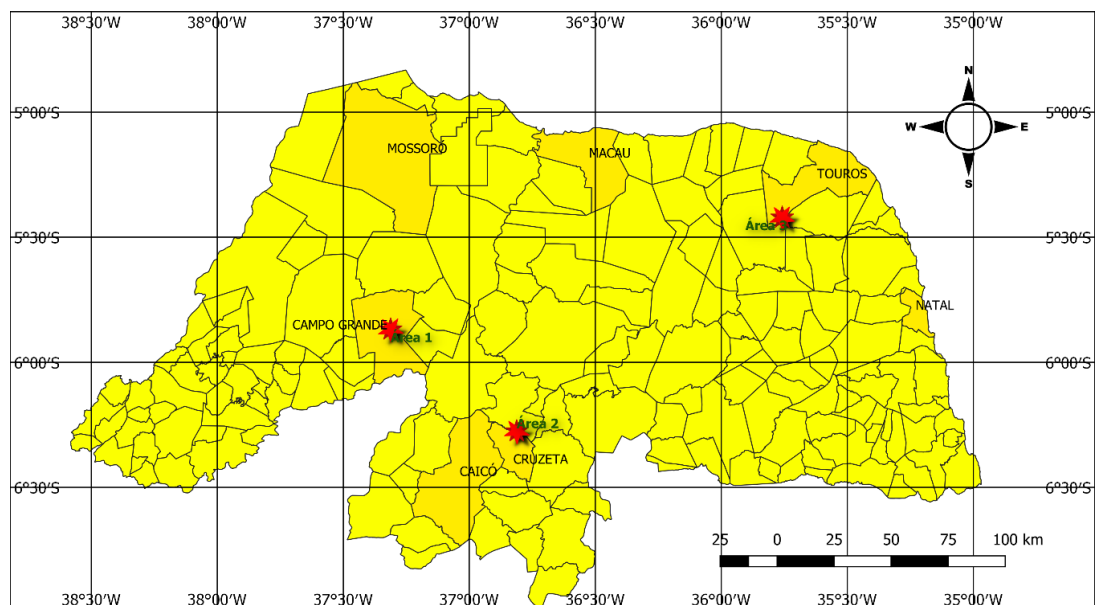 38°30'W 38°00'W 37°30'W 37°00'W 36°30'W 36°00'W 35°30'W 35°00'W
N
5°00'S 5°00'S
W E
MOSSORÓ MACAU
S
TOUROS
Área
5°30'S 5°30'S
NATAL
CAMPO GRANDE
Área 1
6°00'S 6°00'S
Área 2
CRUZETA
CAICÓ
6°30'S 6°30'S
25 0 25 50 75 100 km
38°30'W 38°00'W 37°30'W 37°00'W 36°30'W 36°00'W 35°30'W 35°00'W